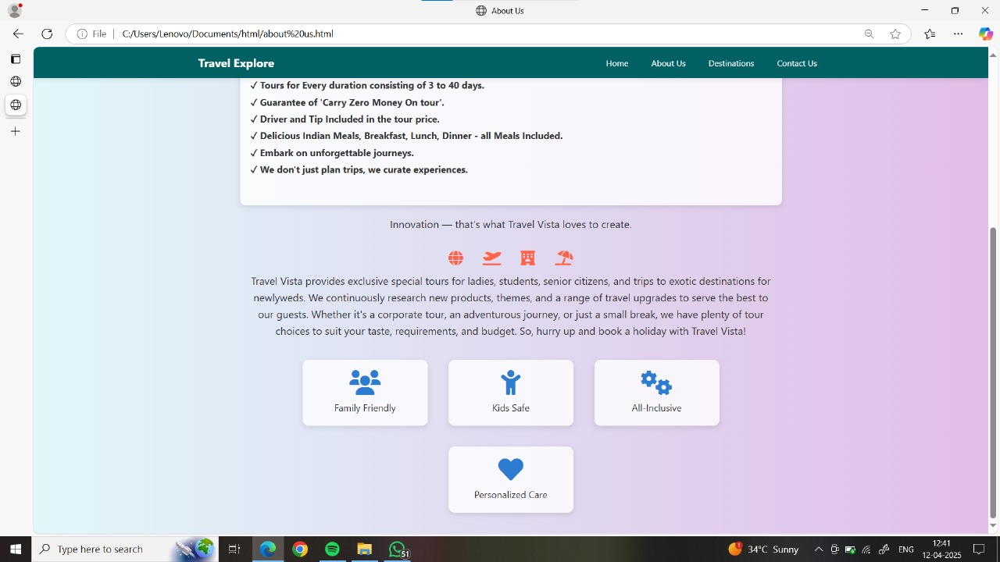 About Us
File
C:/Users/Lenovo/Documents/html/about%20us.html
Travel Explore
Home About Us Destinations Contact Us
✓ Tours for Every duration consisting of 3 to 40 days.
✓ Guarantee of 'Carry Zero Money On tour'.
✓ Driver and Tip Included in the tour price.
✓ Delicious Indian Meals, Breakfast, Lunch, Dinner - all Meals Included.
✓ Embark on unforgettable journeys.
✓ We don't just plan trips, we curate experiences.
Innovation — that's what Travel Vista loves to create.
Travel Vista provides exclusive special tours for ladies, students, senior citizens, and trips to exotic destinations for
newlyweds. We continuously research new products, themes, and a range of travel upgrades to serve the best to
our guests. Whether it's a corporate tour, an adventurous journey, or just a small break, we have plenty of tour
choices to suit your taste, requirements, and budget. So, hurry up and book a holiday with Travel Vista!
Family Friendly Kids Safe All-Inclusive
Personalized Care
Type here to search
51
1
34°C Sunny
ENG
12:41
12-04-2025